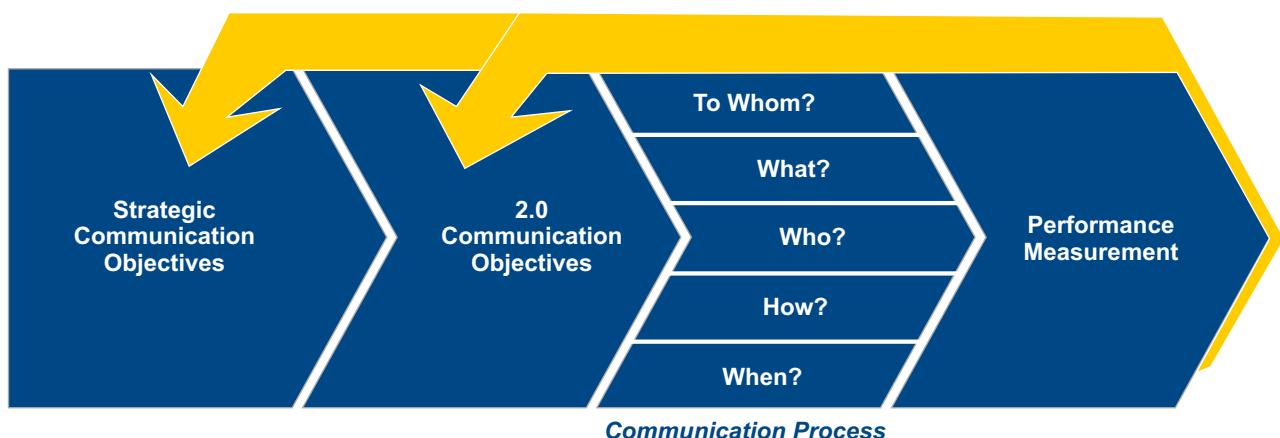 Strategic
Communication
Objectives
2.0
Communication
Objectives
To Whom?
What?
Who?
How?
When?
Performance
Measurement
Communication Process